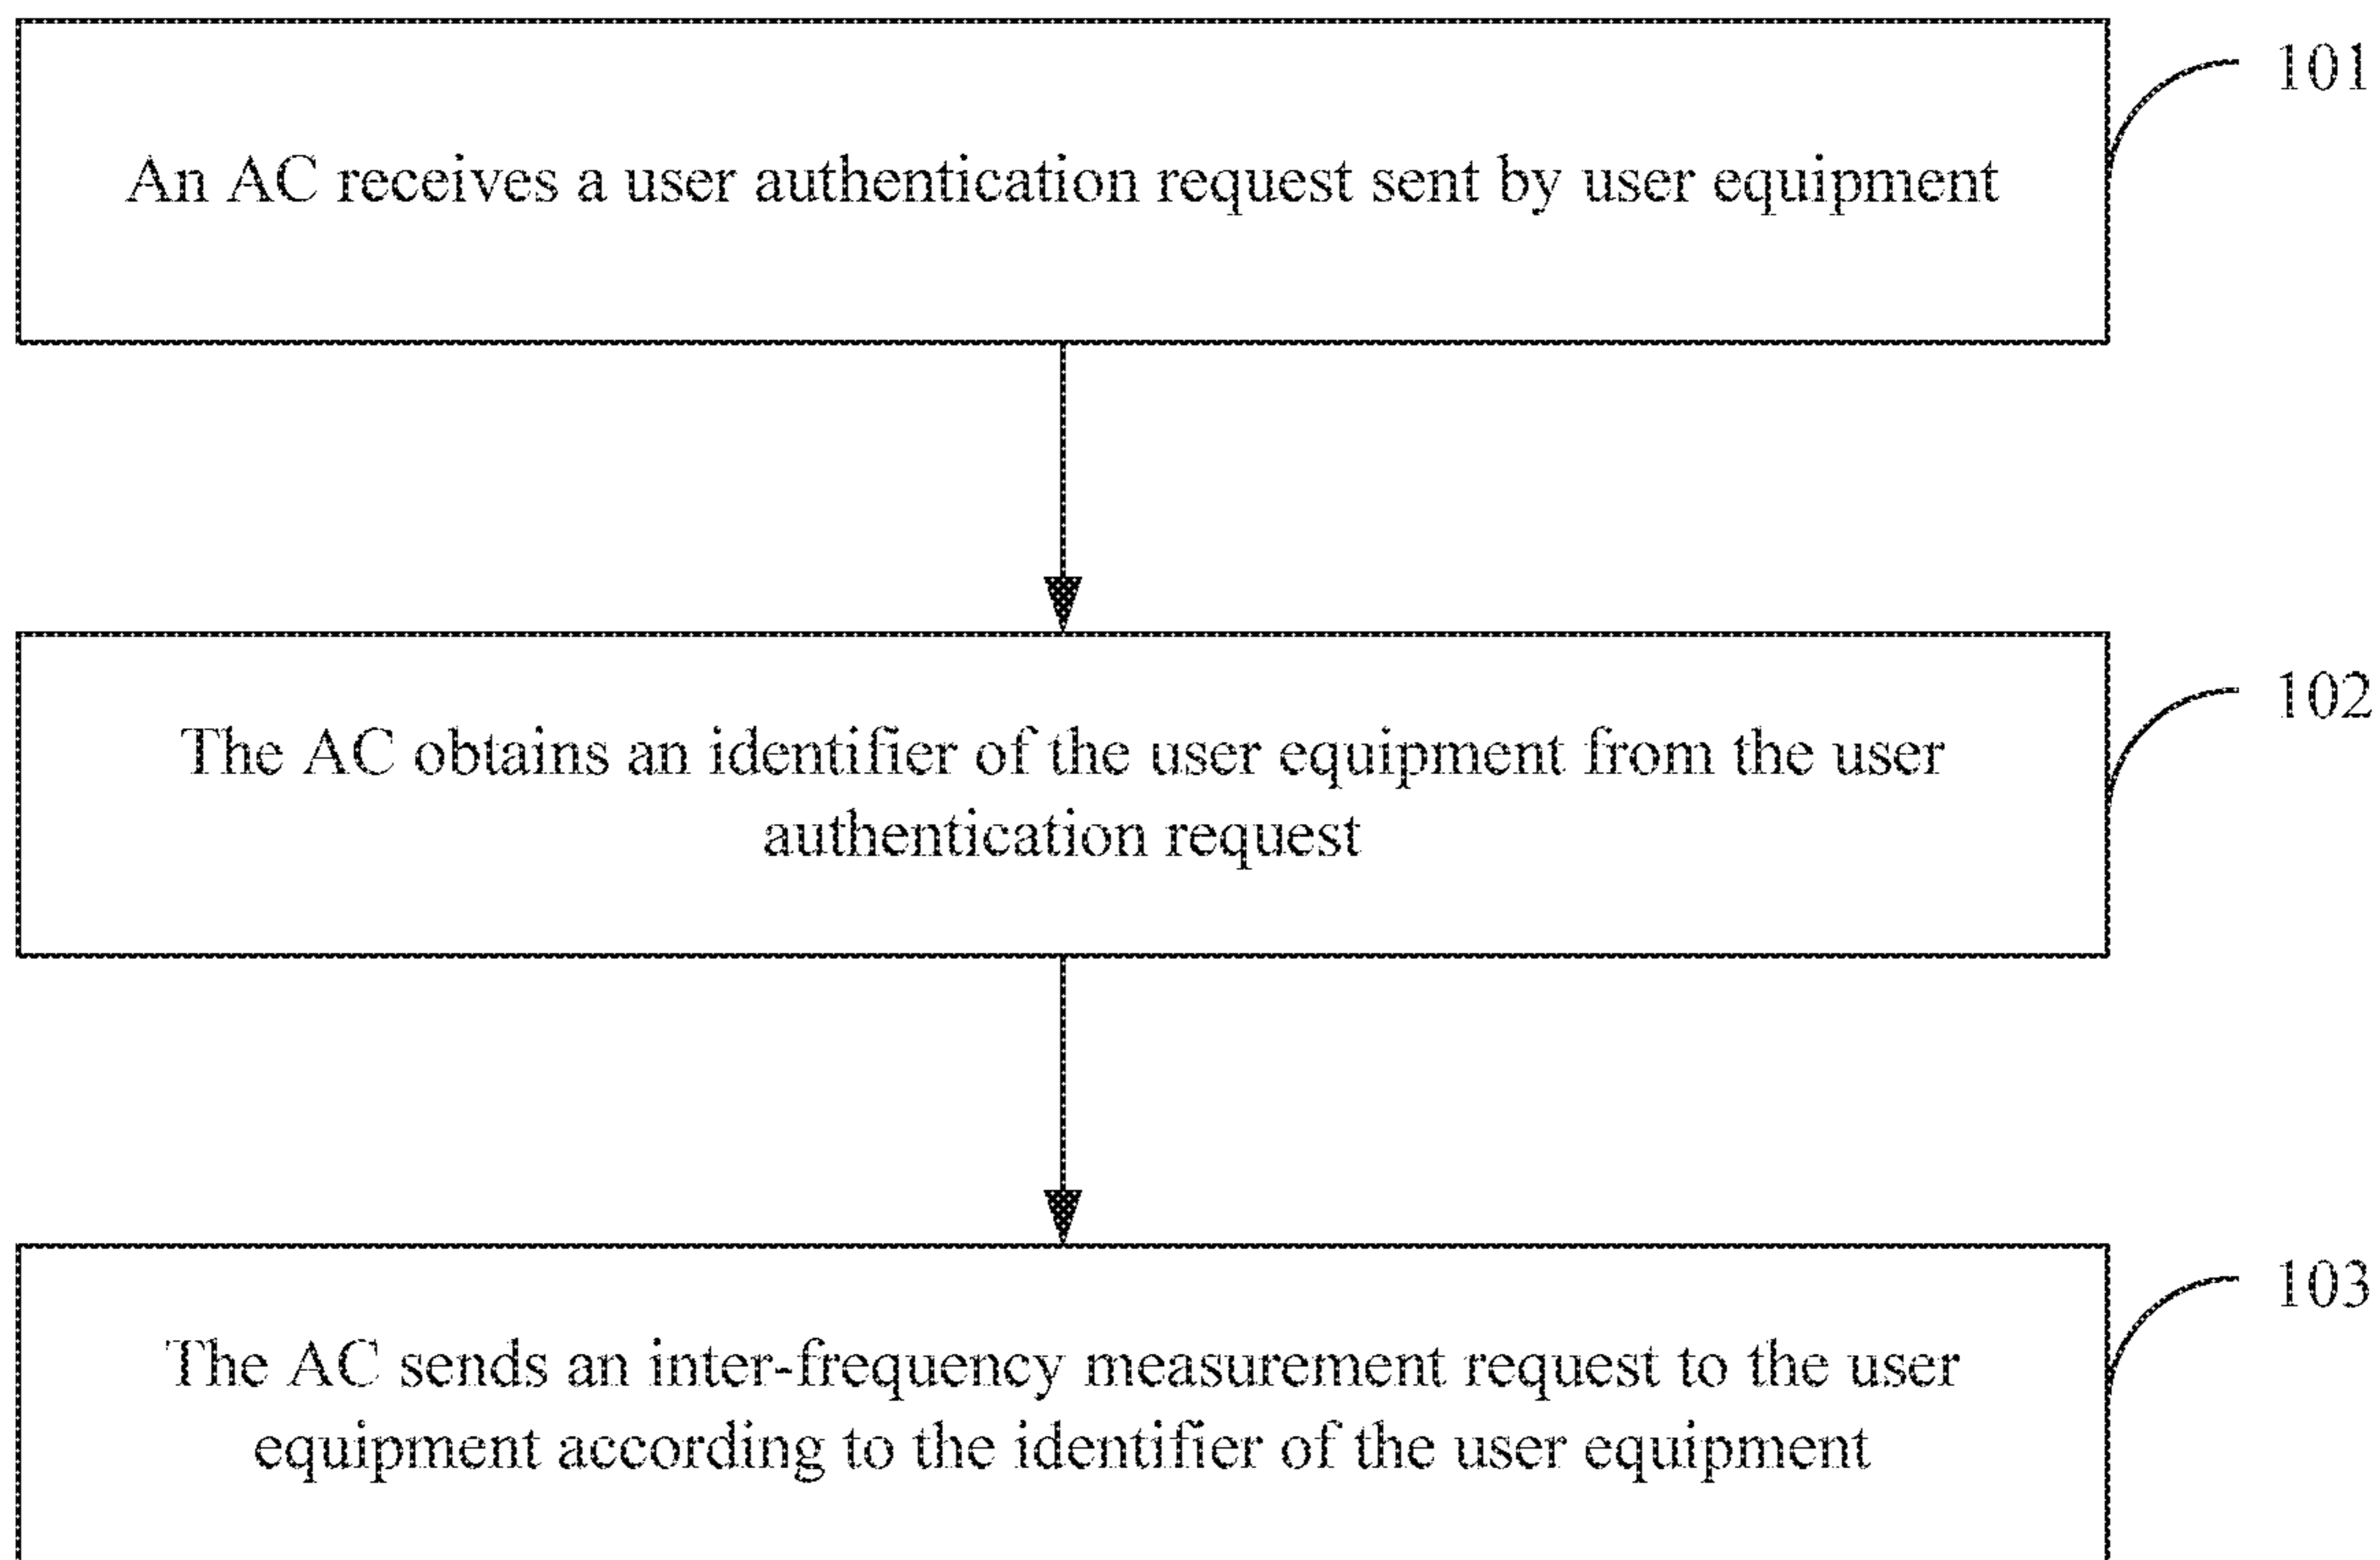 101
An AC receives a user authentication request sent by user equipment
102
The AC obtains an identifier of the user equipment from the user
authentication request
103
The AC sends an inter-frequency measurement request to the user
equipment according to the identifier of the user equipment